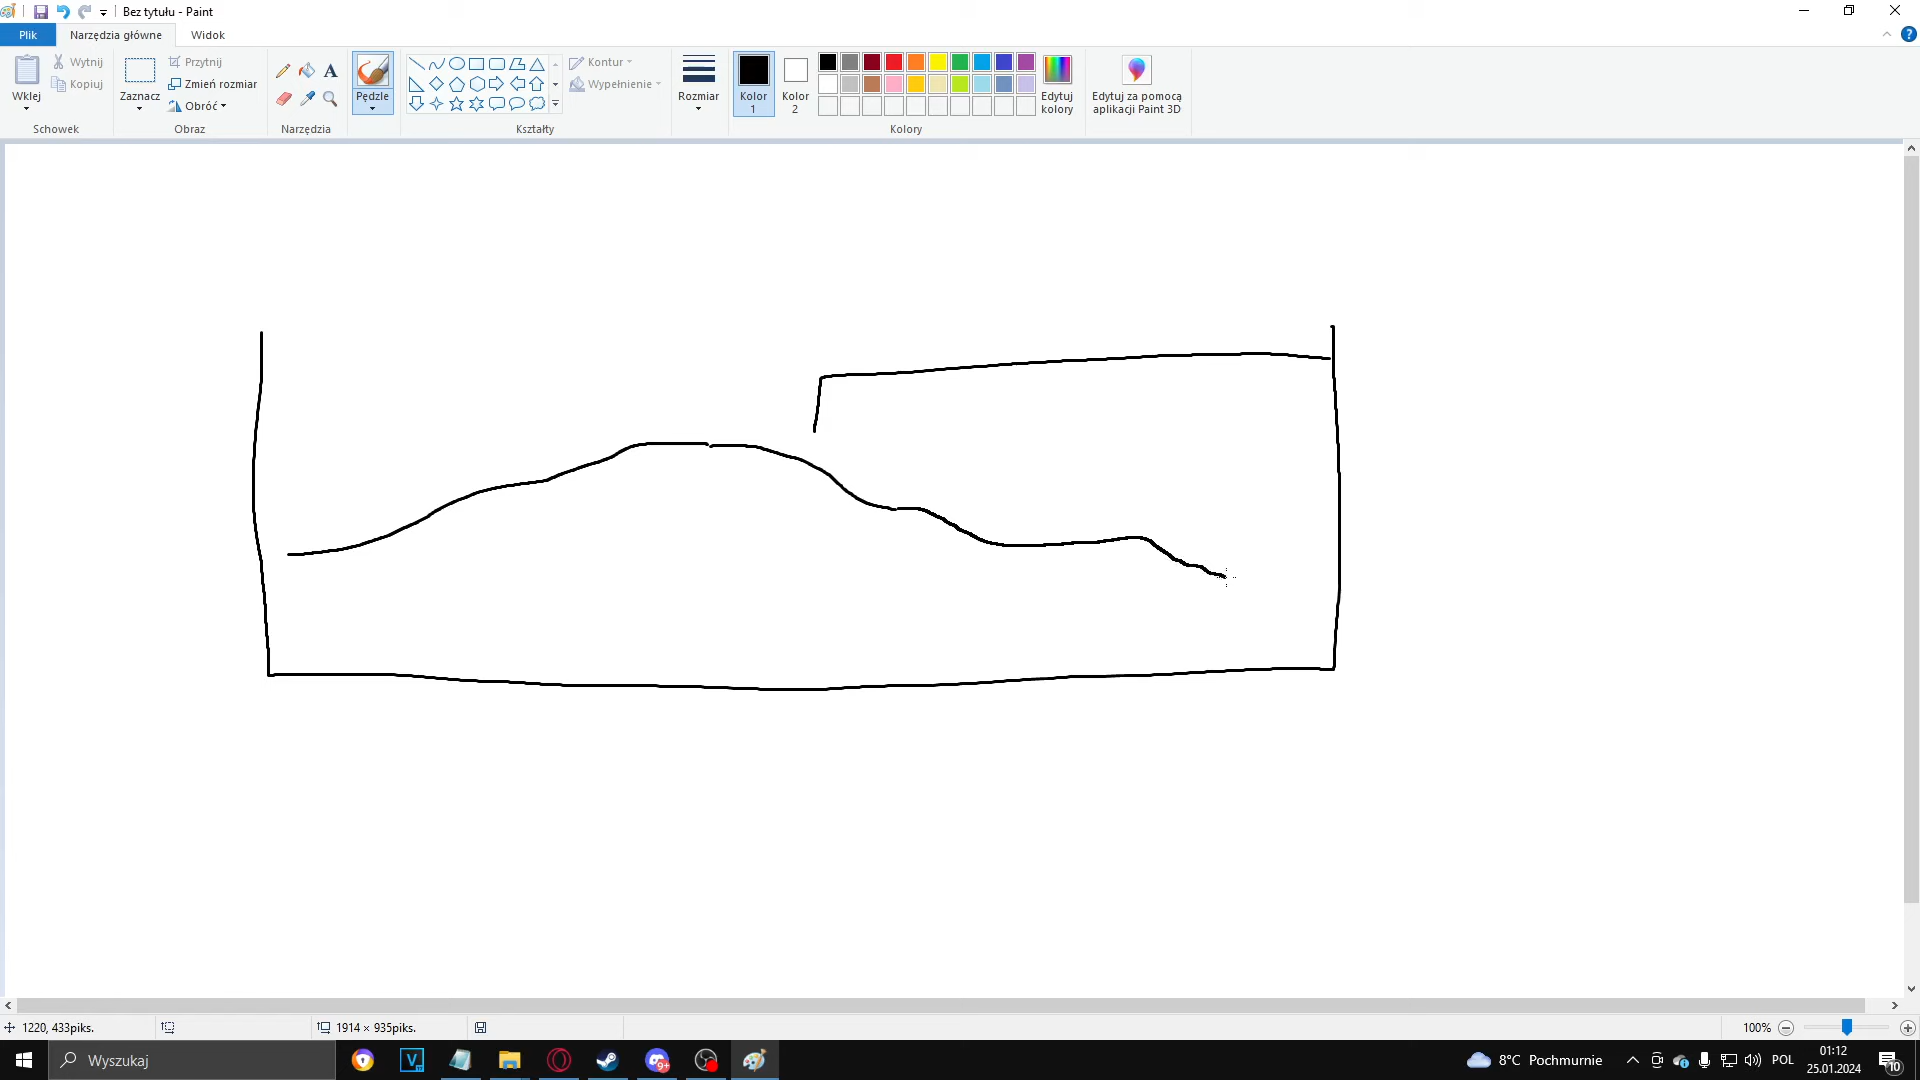 Bez tytułu - Paint
Plik Narzędzia główne Widok
Wklej
Wytnij
Kopiuj
Schowek
Zaznacz
Przytnij
Zmień rozmiar
Obróć
Obraz
A
Narzędzia
Pędzle
Kontur
Wypełnienie
Kształty
Rozmiar
Kolor 1
Kolor 2
Kolory
Edytuj kolory
Edytuj za pomocą aplikacji Paint 3D
1220, 433piks.
1914 × 935piks.
100%
Wyszukaj
V
9+
8°C Pochmurnie
POL
01:12
25.01.2024
10